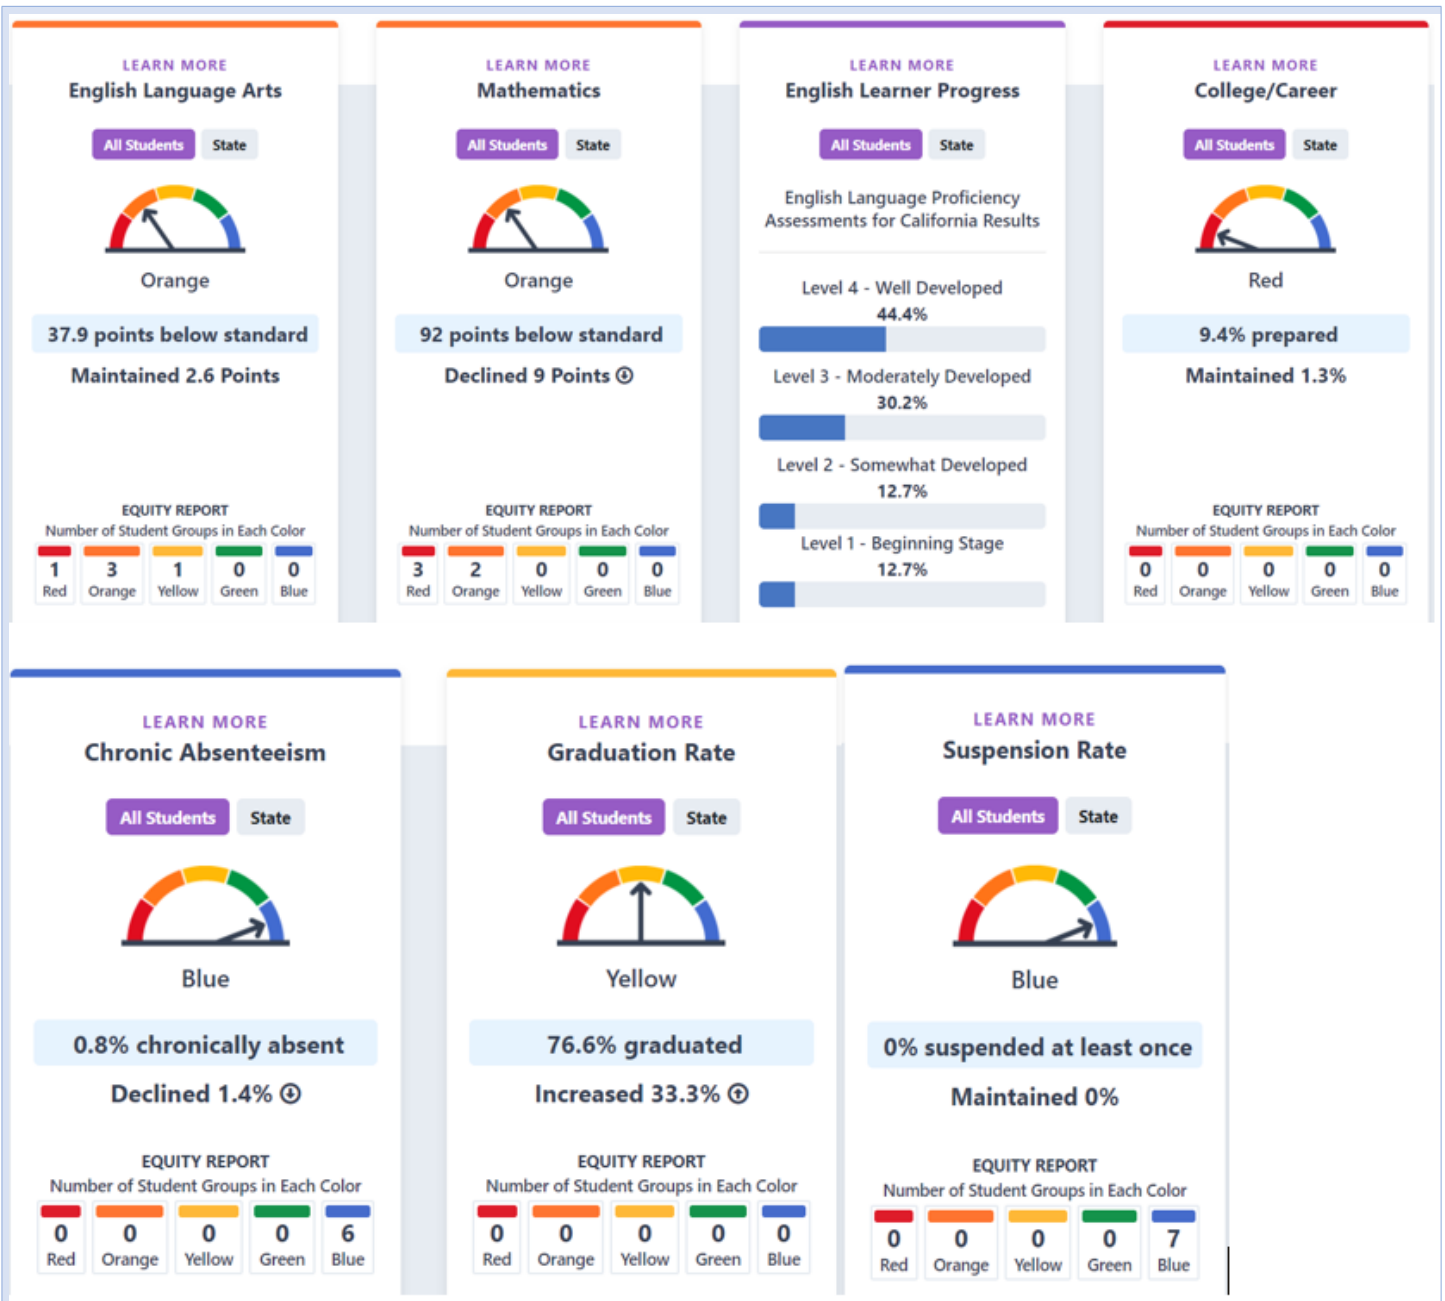 LEARN MORE
English Language Arts
All Students State
Orange
37.9 points below standard
Maintained 2.6 Points
EQUITY REPORT
Number of Student Groups in Each Color
1 3 1 0 0
Red Orange Yellow Green Blue
LEARN MORE
Mathematics
All Students State
Orange
92 points below standard
Declined 9 Points
EQUITY REPORT
Number of Student Groups in Each Color
3 2 0 0 0
Red Orange Yellow Green Blue
LEARN MORE
English Learner Progress
All Students State
English Language Proficiency
Assessments for California Results
Level 4 - Well Developed
44.4%
Level 3 - Moderately Developed
30.2%
Level 2 - Somewhat Developed
12.7%
Level 1 - Beginning Stage
12.7%
LEARN MORE
College/Career
All Students State
Red
9.4% prepared
Maintained 1.3%
EQUITY REPORT
Number of Student Groups in Each Color
0 0 0 0 0
Red Orange Yellow Green Blue
LEARN MORE
Chronic Absenteeism
All Students State
Blue
0.8% chronically absent
Declined 1.4%
EQUITY REPORT
Number of Student Groups in Each Color
0 0 0 0 6
Red Orange Yellow Green Blue
LEARN MORE
Graduation Rate
All Students State
Yellow
76.6% graduated
Increased 33.3%
EQUITY REPORT
Number of Student Groups in Each Color
0 0 0 0 0
Red Orange Yellow Green Blue
LEARN MORE
Suspension Rate
All Students State
Blue
0% suspended at least once
Maintained 0%
EQUITY REPORT
Number of Student Groups in Each Color
0 0 0 0 7
Red Orange Yellow Green Blue